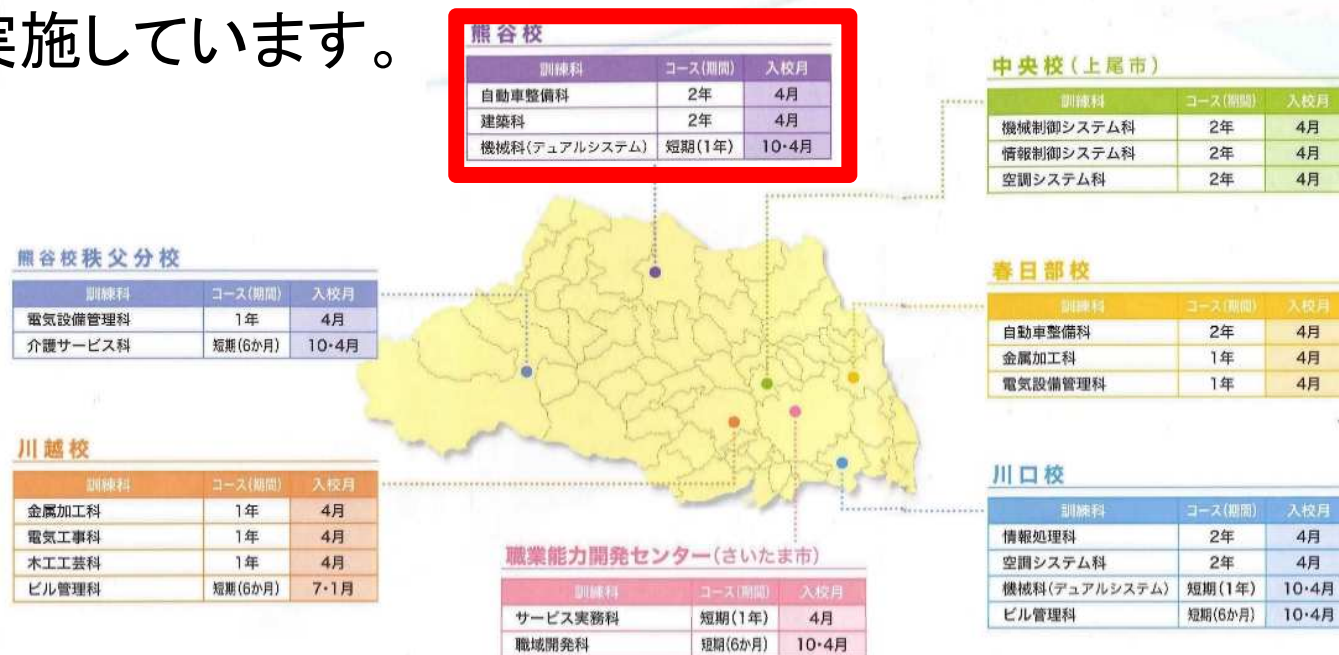 実施しています。
熊谷校
訓練科 コース(期間) 入校月
自動車整備科 2年 4月
建築科 2年 4月
機械科(デュアルシステム) 短期(1年) 10・4月
中央校(上尾市)
訓練科 コース(期間) 入校月
機械制御システム科 2年 4月
情報制御システム科 2年 4月
空調システム科 2年 4月
熊谷校秩父分校
訓練科 コース(期間) 入校月
電気設備管理科 1年 4月
介護サービス科 短期(6か月) 10・4月
春日部校
訓練科 コース(期間) 入校月
自動車整備科 2年 4月
金属加工科 1年 4月
電気設備管理科 1年 4月
川越校
訓練科 コース(期間) 入校月
金属加工科 1年 4月
電気工事科 1年 4月
木工工芸科 1年 4月
ビル管理科 短期(6か月) 7・1月
川口校
訓練科 コース(期間) 入校月
情報処理科 2年 4月
空調システム科 2年 4月
機械科(デュアルシステム) 短期(1年) 10・4月
ビル管理科 短期(6か月) 10・4月
職業能力開発センター(さいたま市)
訓練科 コース(期間) 入校月
サービス実務科 短期(1年) 4月
職域開発科 短期(6か月) 10・4月